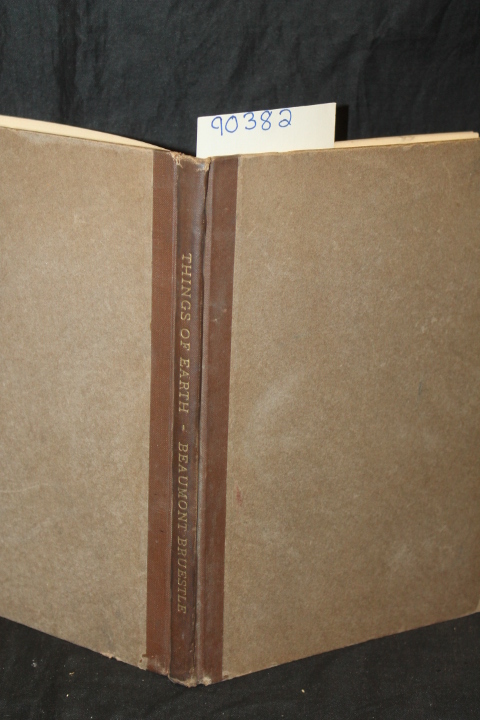 90382
THINGS OF EARTH - BEAUMONT BRUESTLE